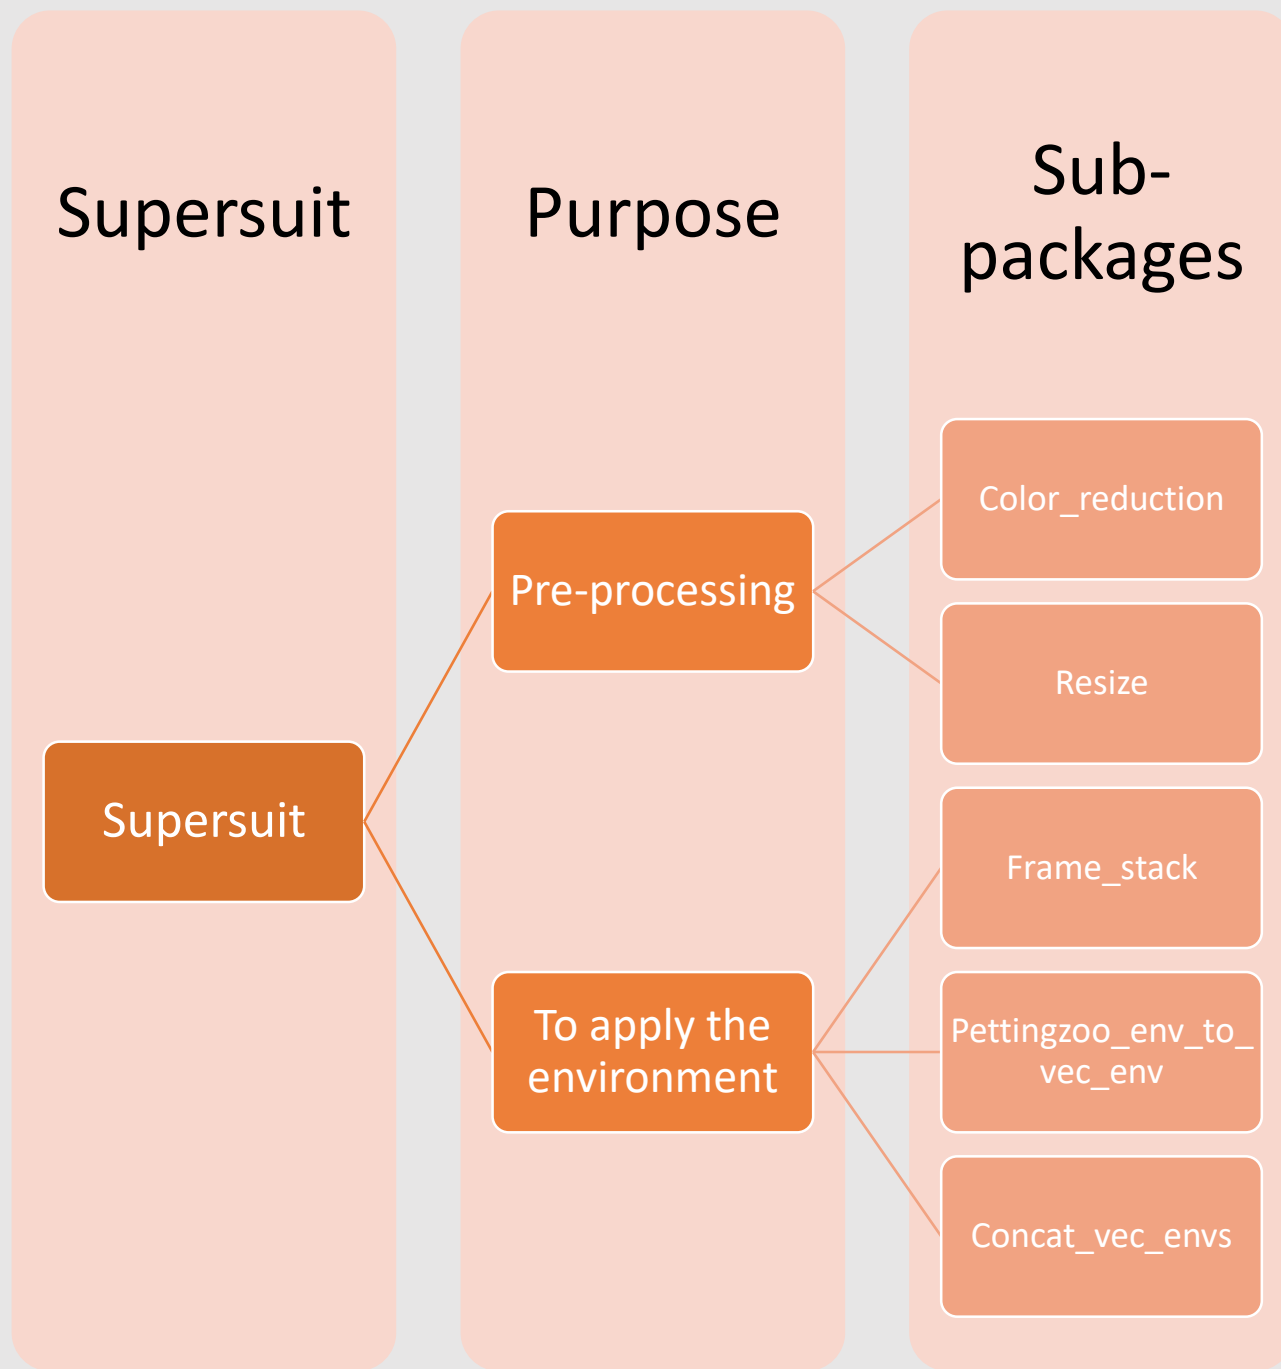 Supersuit
Purpose
Sub-
packages
Supersuit
Pre-processing
To apply the
environment
Color_reduction
Resize
Frame_stack
Pettingzoo_env_to_
vec_env
Concat_vec_envs